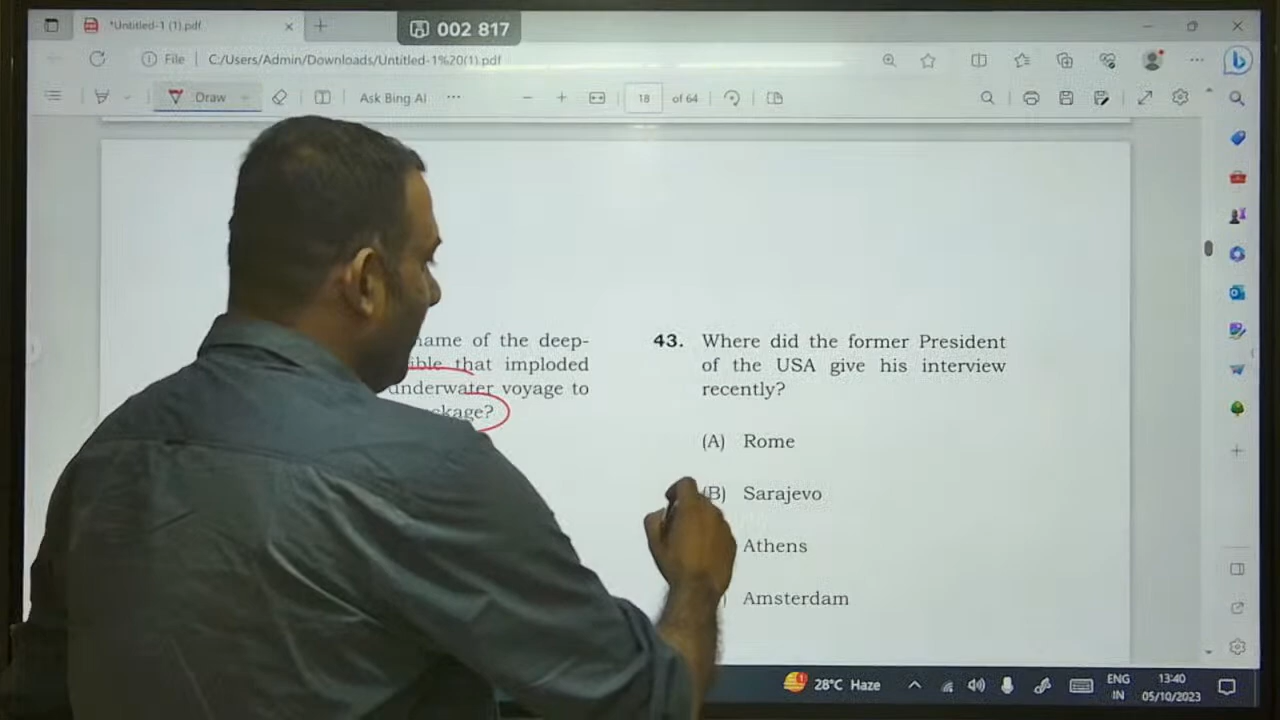 *Untitled-1 (1).pdf
002 817
File C:/Users/Admin/Downloads/Untitled-1%20(1).pdf
Draw
Ask Bing AI
18 of 64
name of the deep-
that imploded
underwater voyage to
43. Where did the former President
of the USA give his interview
recently?
(A) Rome
(B) Sarajevo
Athens
Amsterdam
28°C Haze
ENG
IN
13:40
05/10/2023